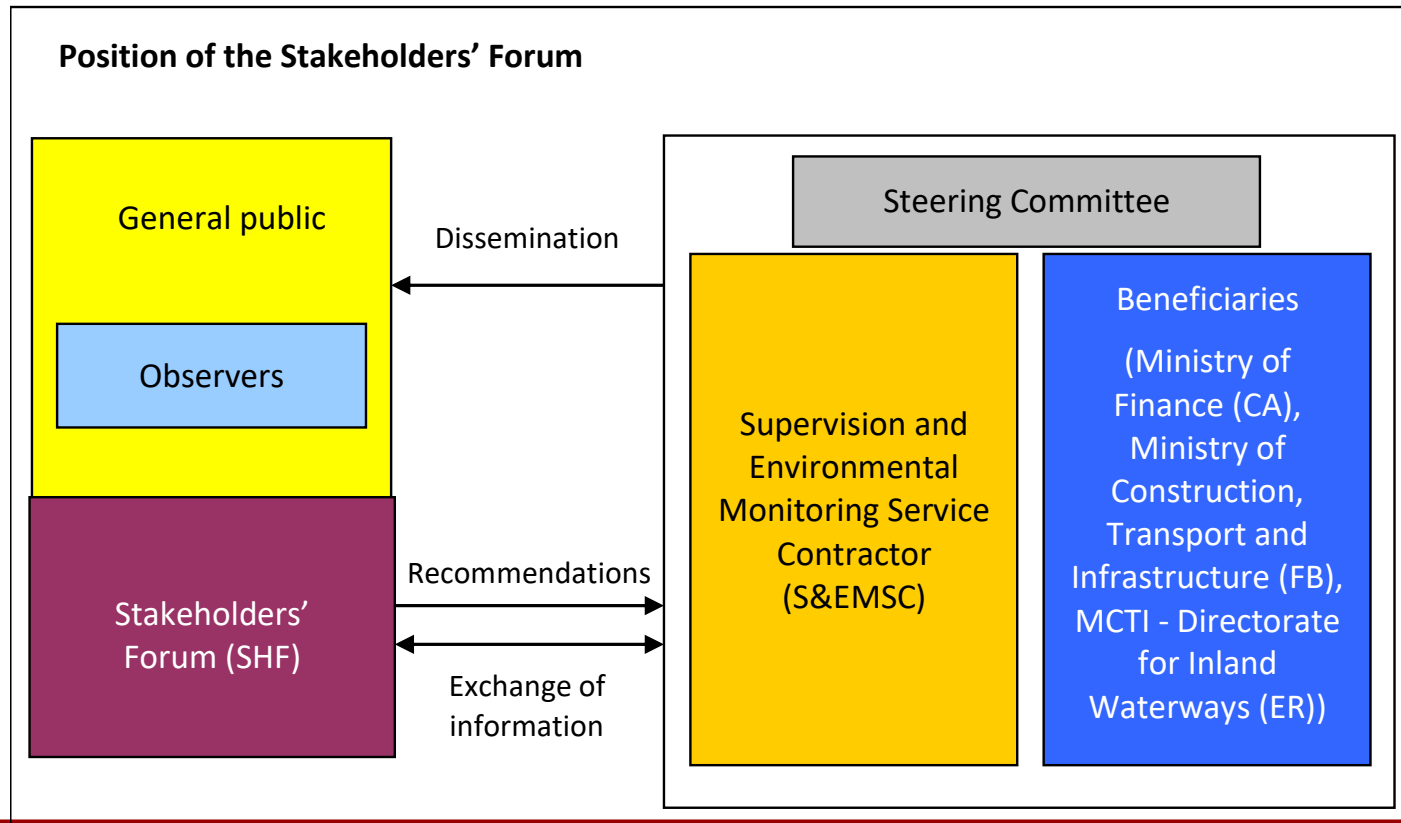 Position of the Stakeholders’ Forum
General public
Observers
Stakeholders’
Forum (SHF)
Dissemination
Recommendations
Exchange of
information
Steering Committee
Supervision and
Environmental
Monitoring Service
Contractor
(S&EMSC)
Beneficiaries
(Ministry of
Finance (CA),
Ministry of
Construction,
Transport and
Infrastructure (FB),
MCTI - Directorate
for Inland
Waterways (ER))